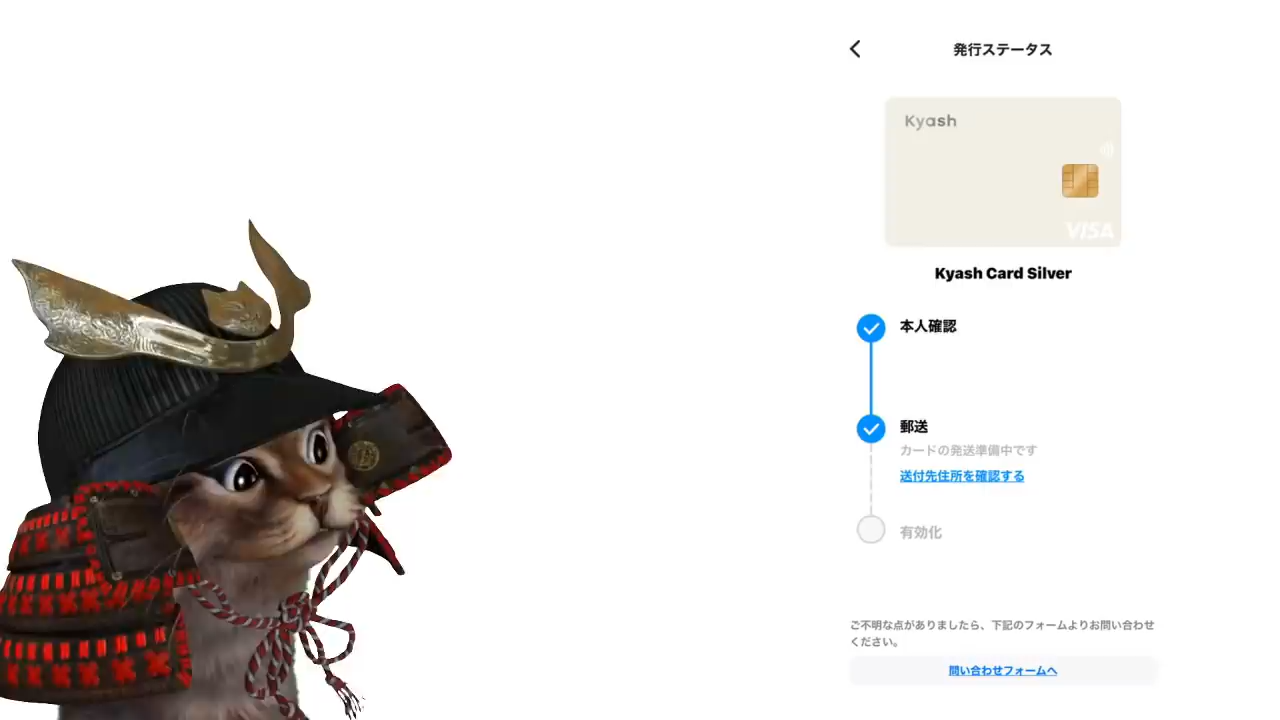 発行ステータス
Kyash
VISA
Kyash Card Silver
本人確認
郵送
カードの発送準備中です
送付先住所を確認する
有効化
ご不明な点がありましたら、下記のフォームよりお問い合わせ
ください。
問い合わせフォームへ